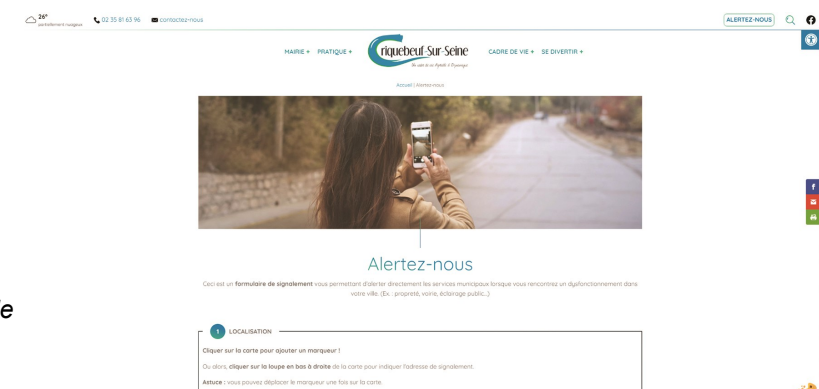 26°
partiellement nuageux
02 35 81 63 96
contactez-nous
ALERTEZ-NOUS
MAIRIE + PRATIQUE +
Criquebeuf-Sur-Seine
CADRE DE VIE + SE DIVERTIR +
Accueil | Alertez-nous
Alertez-nous
Ceci est un formulaire de signalement vous permettant d'alerter directement les services municipaux lorsque vous rencontrez un dysfonctionnement dans
votre ville. (Ex. : propreté, voirie, éclairage public...)
1 LOCALISATION
Cliquer sur la carte pour ajouter un marqueur !
Ou alors, cliquer sur la loupe en bas à droite de la carte pour indiquer l'adresse de signalement.
Astuce : vous pouvez déplacer le marqueur une fois sur la carte.